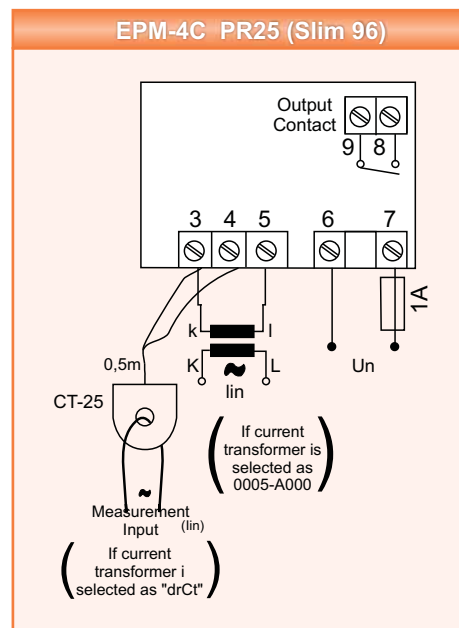 EPM-4C PR25 (Slim 96)
Output
Contact
9 8
3 4 5 6 7
1A
k l
K L
Iin
Un
0,5m
CT-25
If current
transformer is
selected as
0005-A000
Measurement
Input (Iin)
If current
transformer i
selected as "drCt"